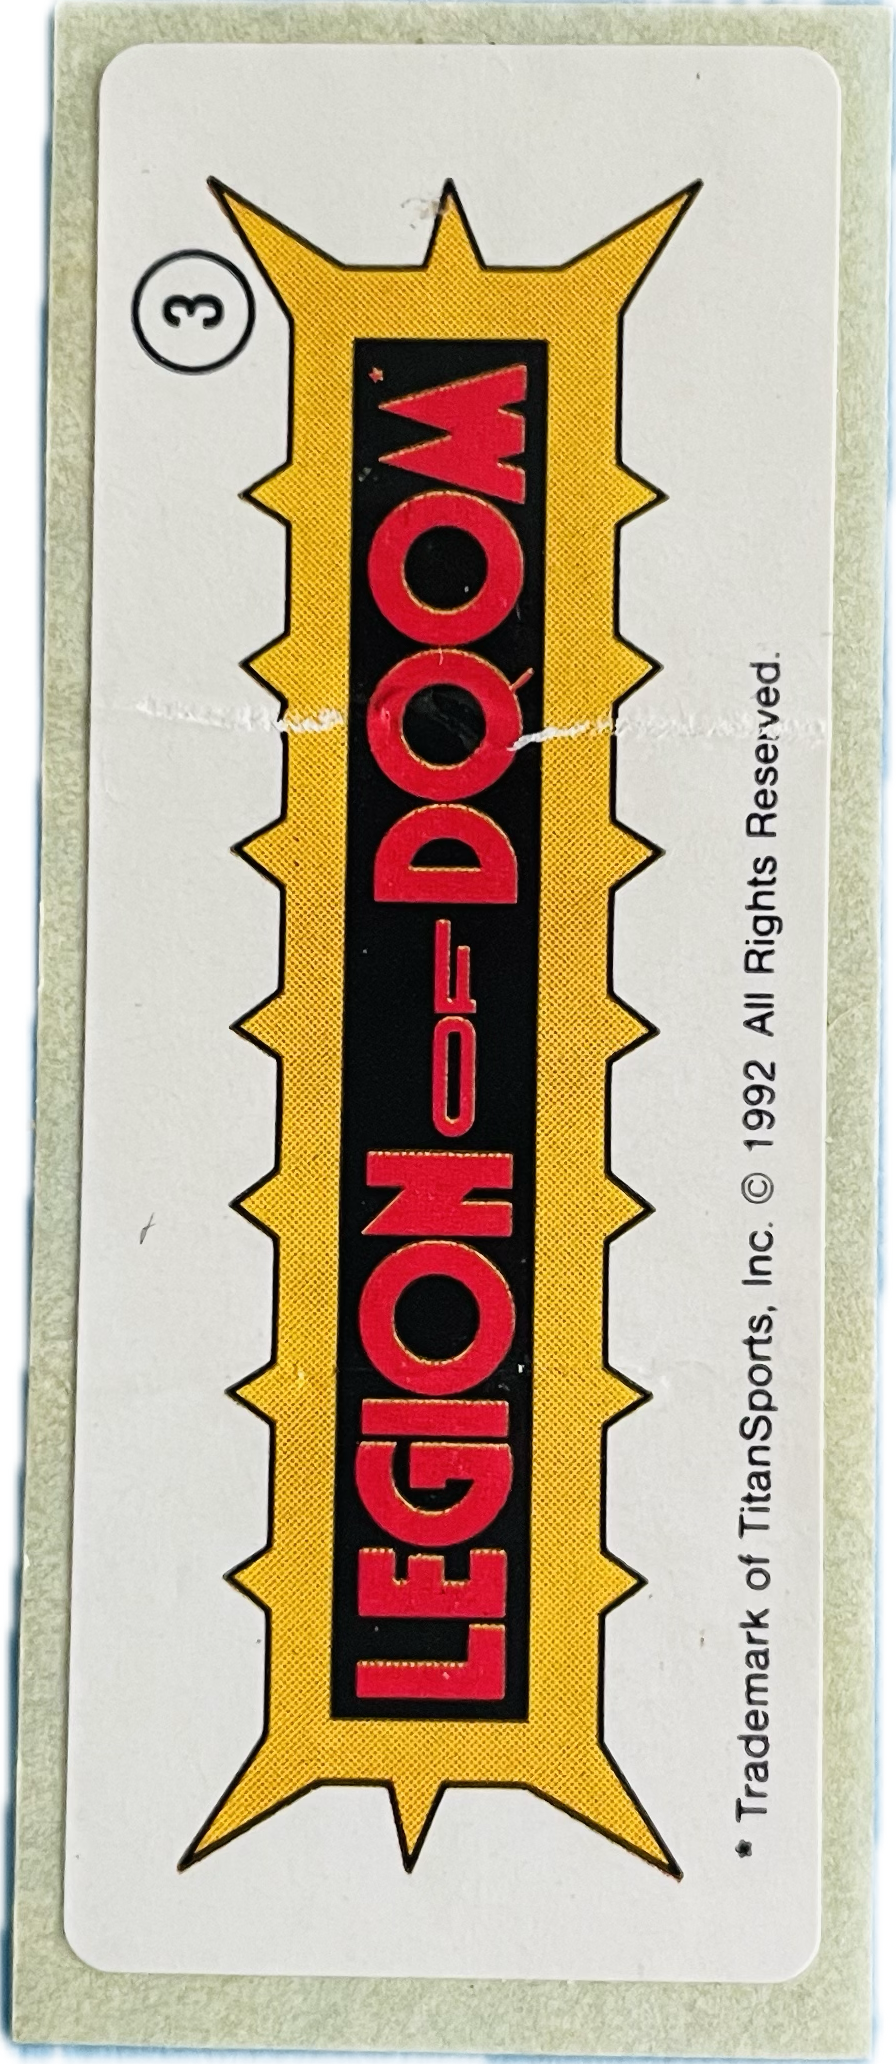 3
LEGION OF DOOM*
* Trademark of TitanSports, Inc. © 1992 All Rights Reserved.